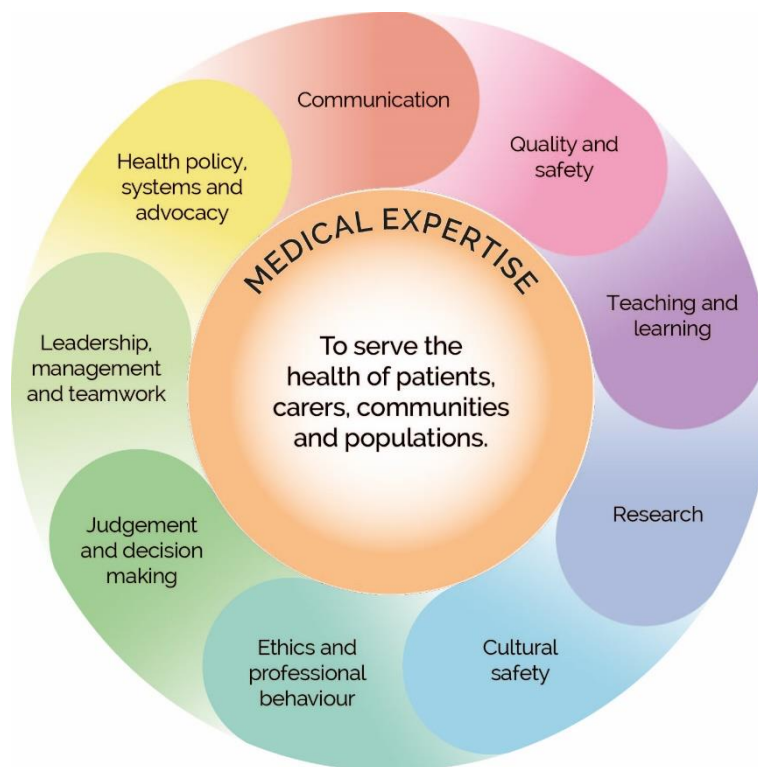 Communication
Quality and
safety
Teaching and
learning
Research
Cultural
safety
Ethics and
professional
behaviour
Judgement
and decision
making
Leadership,
management
and teamwork
Health policy,
systems and
advocacy
MEDICAL EXPERTISE
To serve the
health of patients,
carers, communities
and populations.